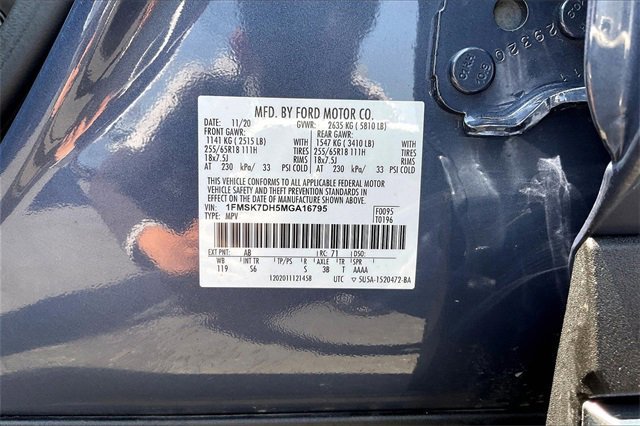 MFD. BY FORD MOTOR CO.
11/20 GVWR: 2635 KG ( 5810 LB)
FRONT GAWR: REAR GAWR:
1141 KG ( 2515 LB) WITH 1547 KG ( 3410 LB) WITH
255/65R18 111H TIRES 255/65R18 111H TIRES
18x7.5J RIMS 18x7.5J RIMS
AT 230 kPa/ 33 PSI COLD AT 230 kPa/ 33 PSI COLD
THIS VEHICLE CONFORMS TO ALL APPLICABLE FEDERAL MOTOR
VEHICLE SAFETY AND THEFT PREVENTION STANDARDS IN
EFFECT ON THE DATE OF MANUFACTURE SHOWN ABOVE.
VIN: 1FMSK7DH5MGA16795 F0095
TYPE: MPV T0196
EXT PNT: AB RC: 71 DSO:
WB INT TR TP/PS R AXLE TR SPR
119 S6 S 3B T AAAA
1202011121458 UTC ▽ SU5A-1520472-BA
29320